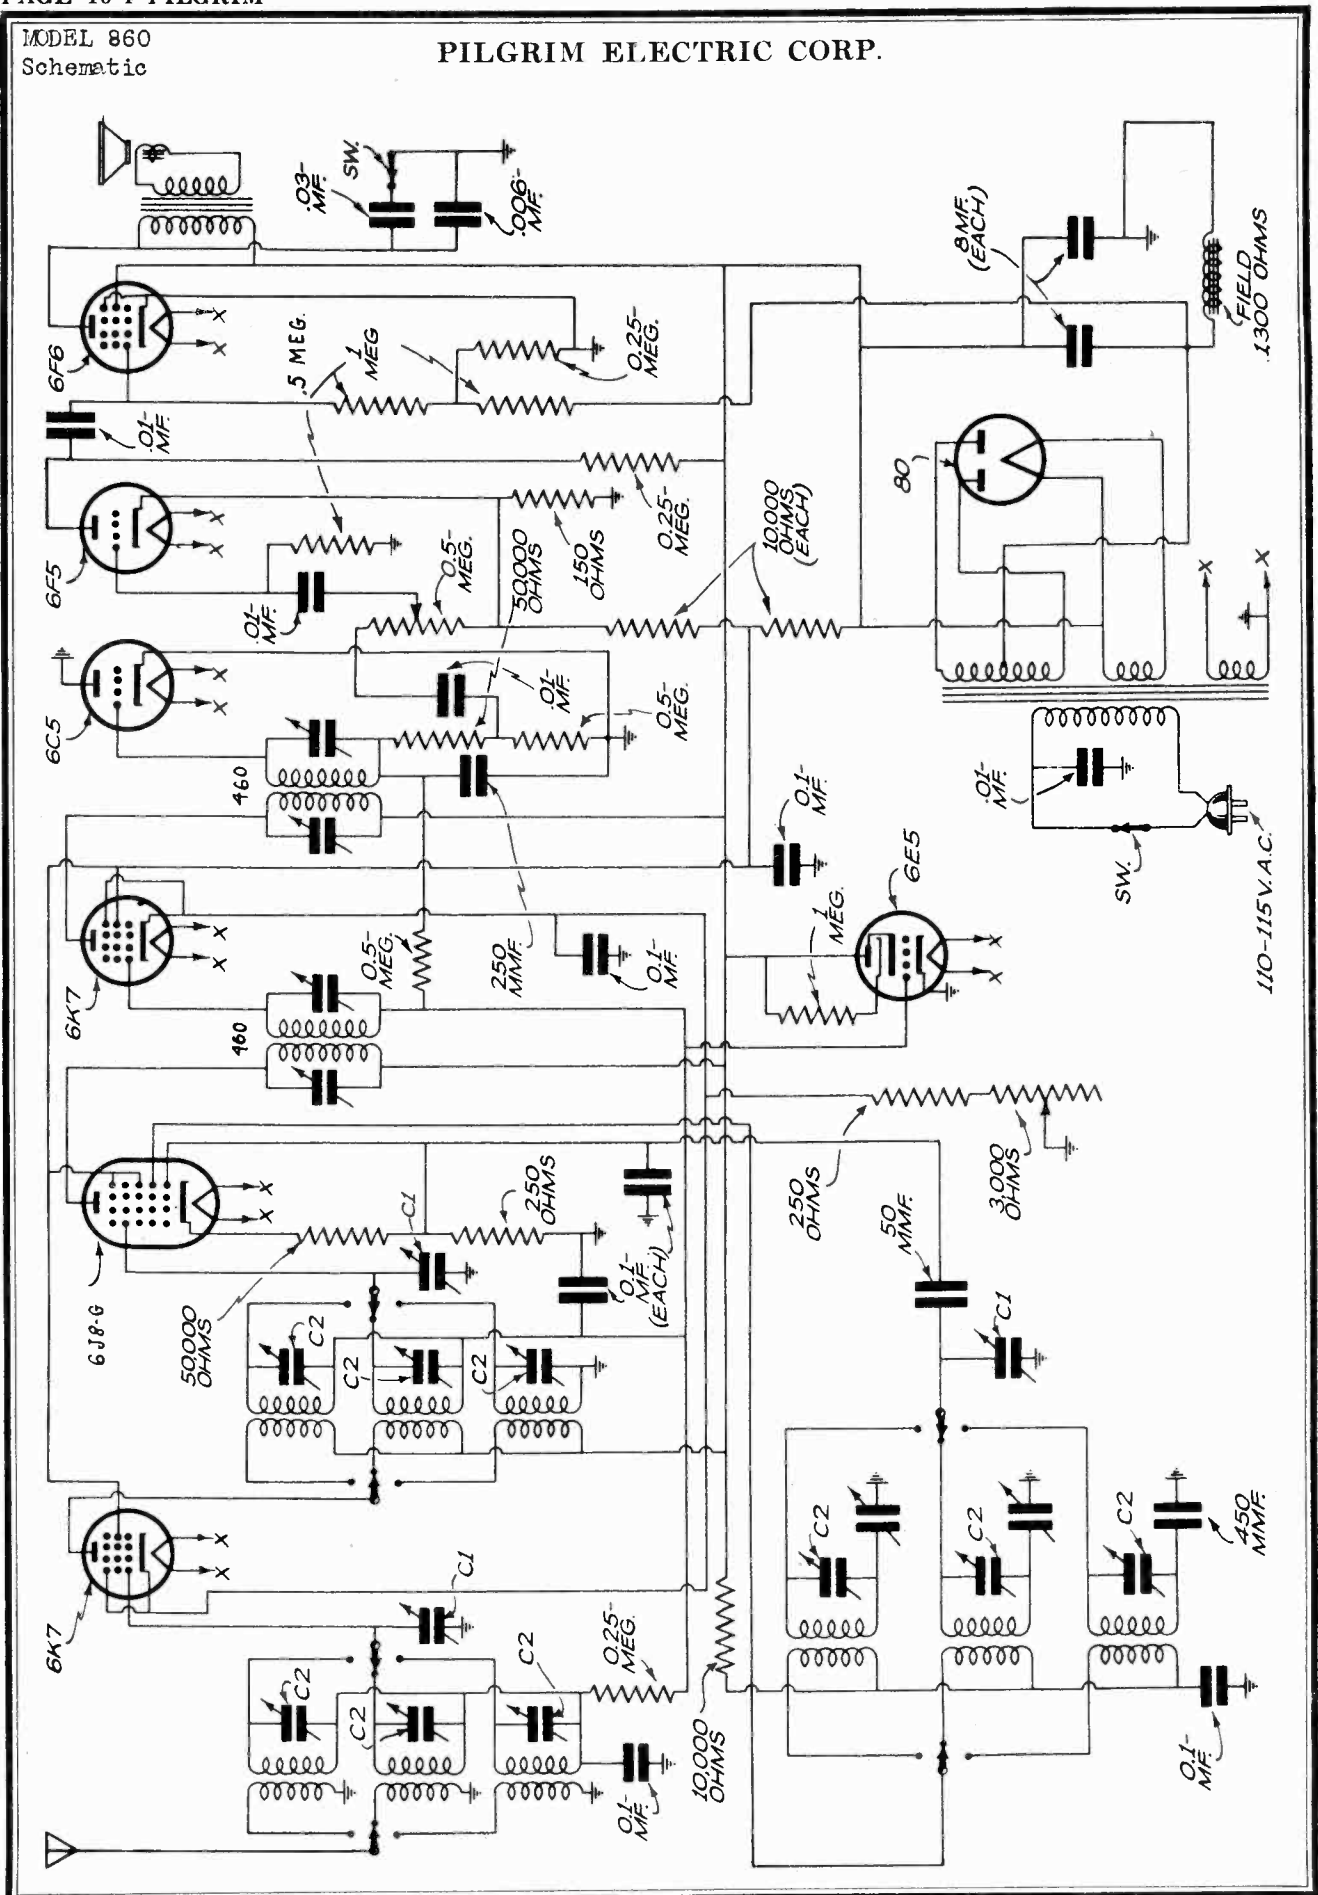 MODEL 860
Schematic
PILGRIM ELECTRIC CORP.
.03-
MF.
SW.
.006-
MF.
8 MF.
(EACH)
FIELD
1300 OHMS
6F6
X
X
.5 MEG.
1
MEG
0.25-
MEG.
.01-
MF.
6F5
X
X
0.5-
MEG.
50,000
OHMS
150
OHMS
0.25-
MEG.
10,000
OHMS
(EACH)
80
.01-
MF.
6C5
X
X
460
.01-
MF.
0.5-
MEG.
X
X
.01-
MF.
SW.
110-115 V. A.C.
0.1-
MF.
6K7
X
X
0.5-
MEG.
250
MMF.
0.1-
MF.
1
MEG.
6E5
X
X
460
6J8-G
X
X
50,000
OHMS
C1
250
OHMS
0.1-
MF
(EACH)
250
OHMS
3,000
OHMS
50
MMF.
C1
C2
C2
C2
6K7
X
X
C1
C2
C2
C2
0.25-
MEG.
0.1-
MF.
10,000
OHMS
C2
C2
C2
450
MMF.
0.1-
MF.